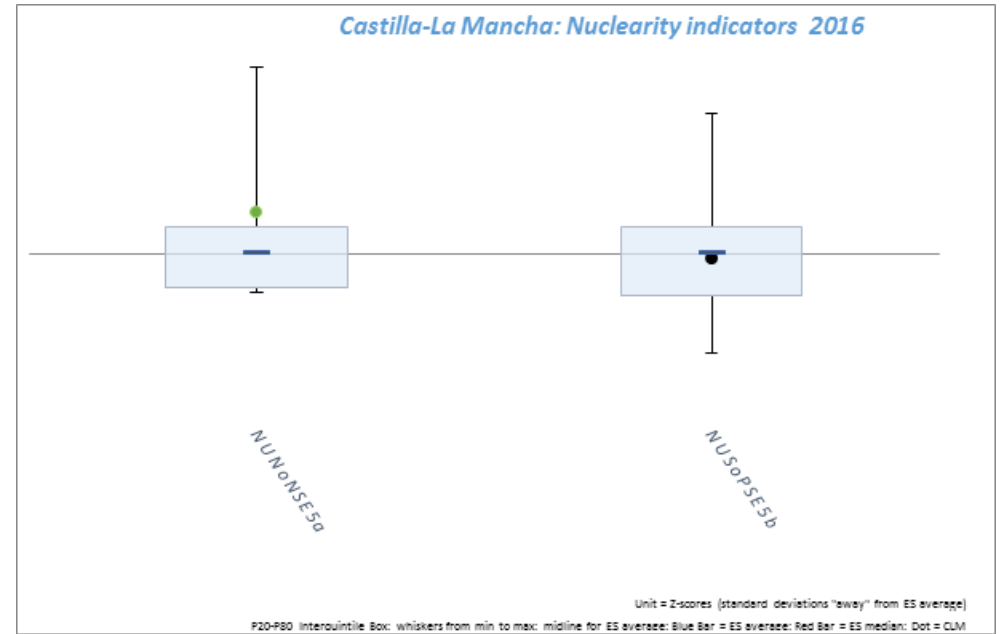 Castilla-La Mancha: Nuclearity indicators 2016
NUNoNSE5a
NUSoPSE5b
Unit = Z-scores (standard deviations "away" from ES average)
P20-P80 Interquintile Box: whiskers from min to max: midline for ES average: Blue Bar = ES average: Red Bar = ES median: Dot = CLM